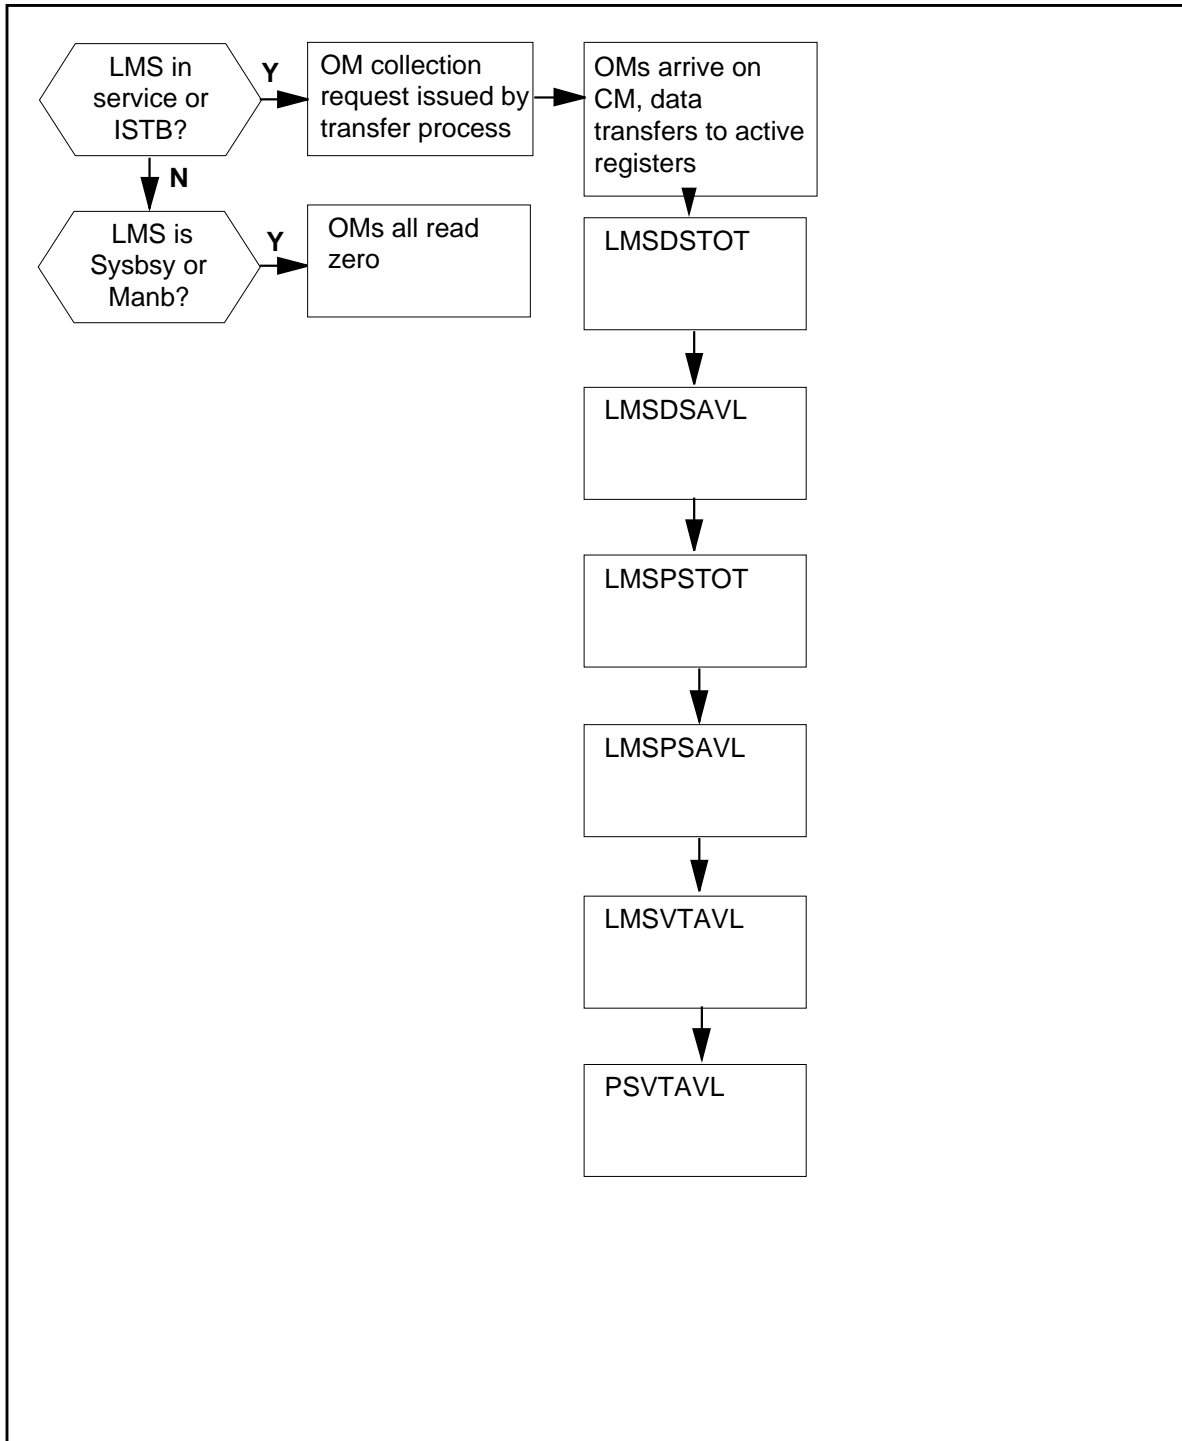 LMS in
service or
ISTB?
Y
OM collection
request issued by
transfer process
OMs arrive on
CM, data
transfers to active
registers
N
LMS is
Sysbsy or
Manb?
Y
OMs all read
zero
LMSDSTOT
LMSDSAVL
LMSPSTOT
LMSPSAVL
LMSVTAVL
PSVTAVL